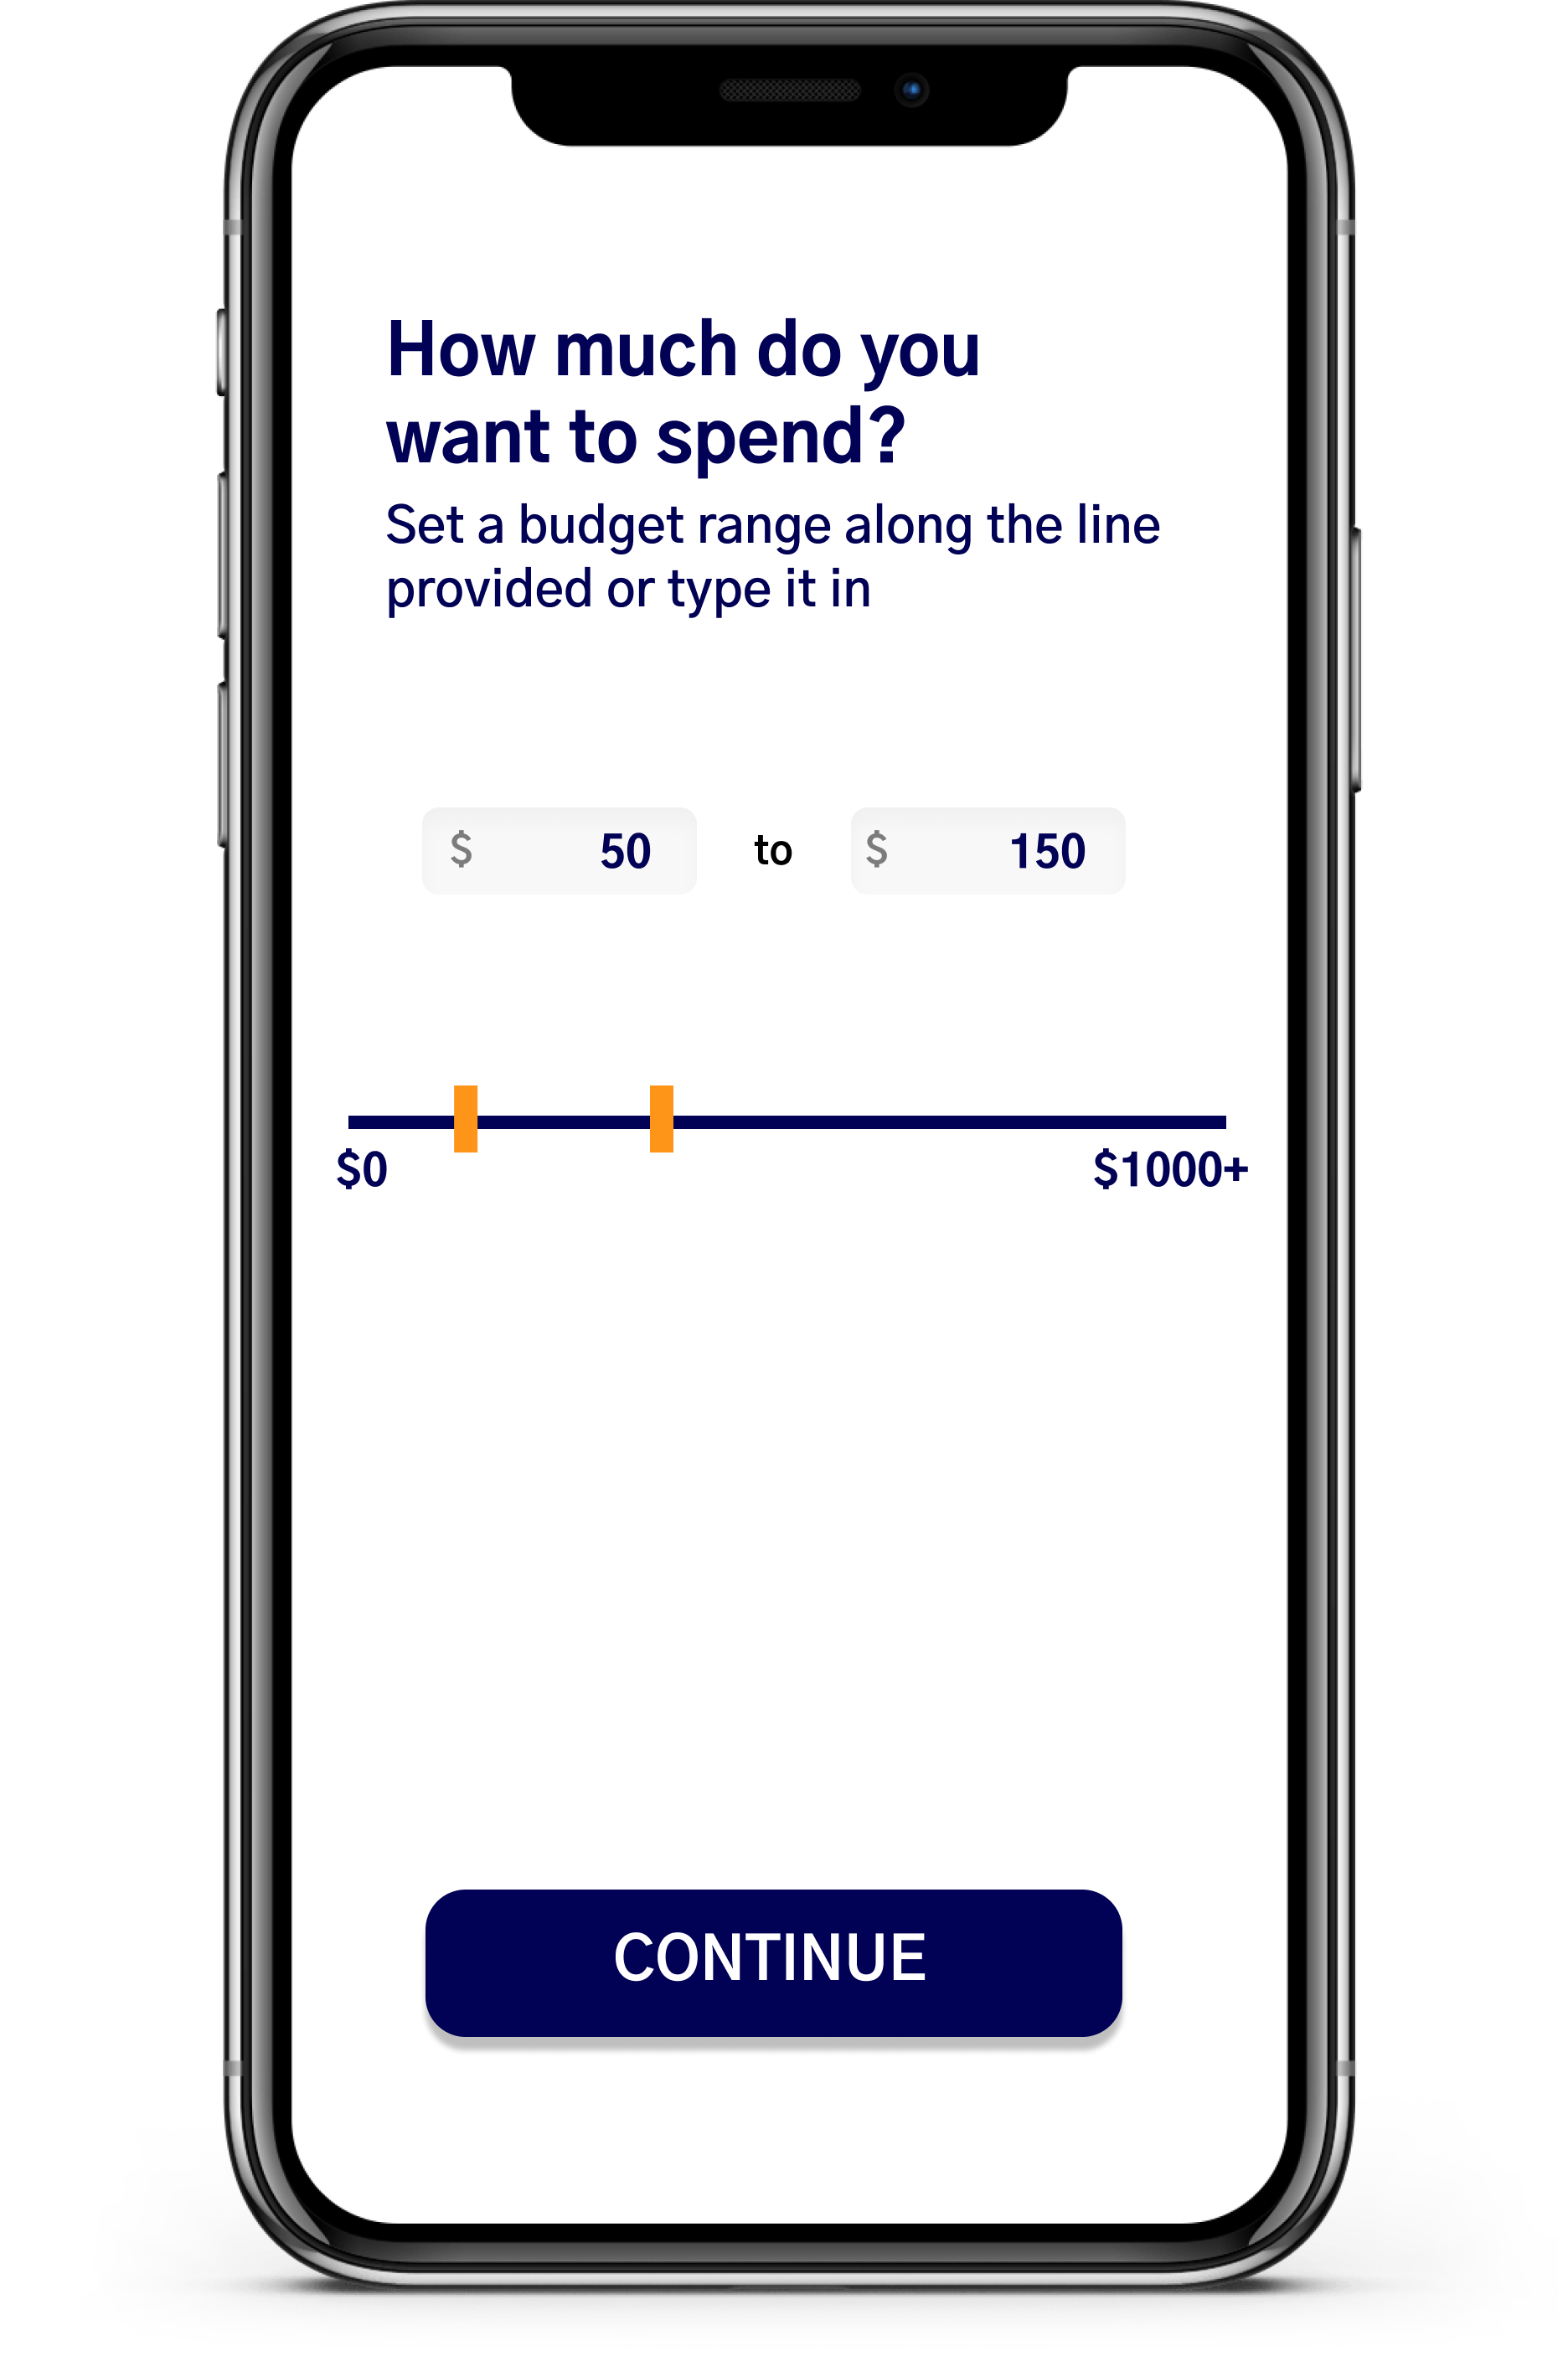 How much do you
want to spend?
Set a budget range along the line
provided or type it in
$ 50 to $ 150
$0 $1000+
CONTINUE